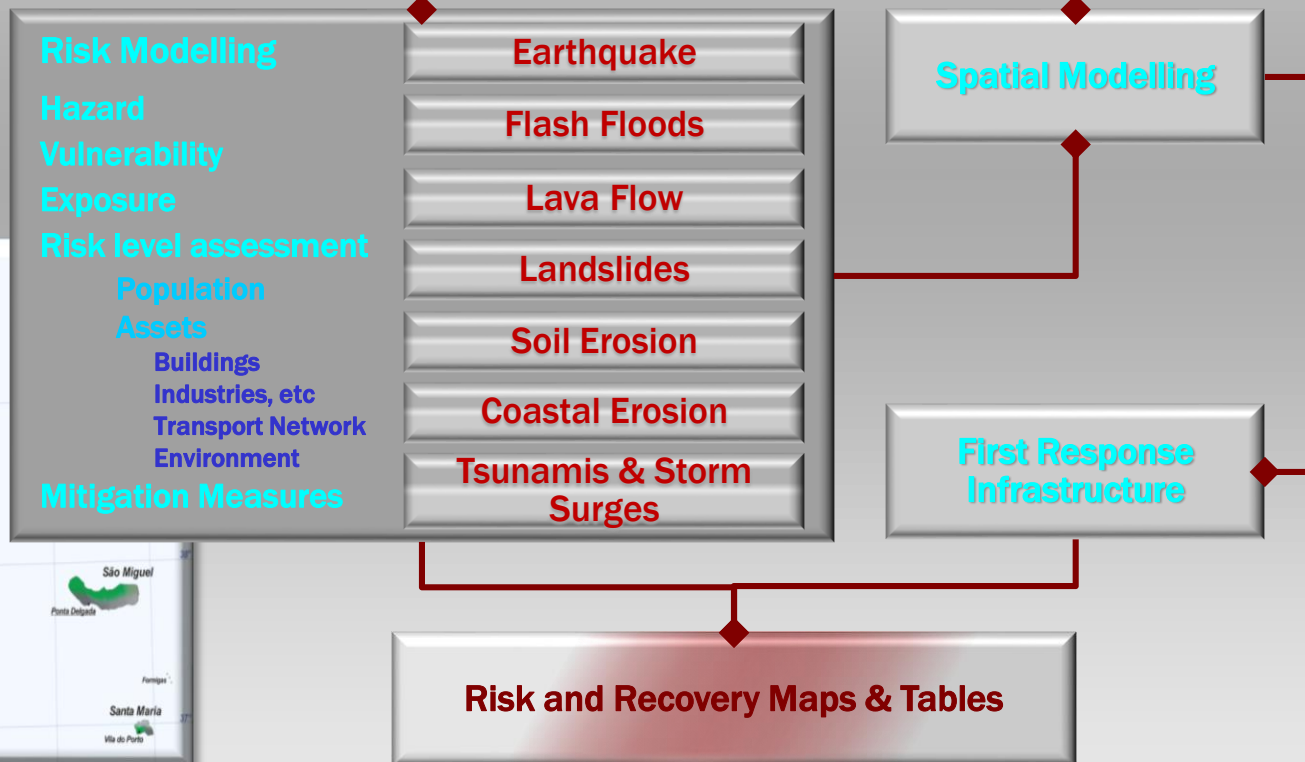 Risk Modelling
Hazard
Vulnerability
Exposure
Risk level assessment
Population
Assets
Buildings
Industries, etc
Transport Network
Environment
Mitigation Measures
Earthquake
Flash Floods
Lava Flow
Landslides
Soil Erosion
Coastal Erosion
Tsunamis & Storm
Surges
Spatial Modelling
First Response
Infrastructure
38°
São Miguel
Ponta Delgada
Formigas
Santa Maria
37°
Vila do Porto
Risk and Recovery Maps & Tables